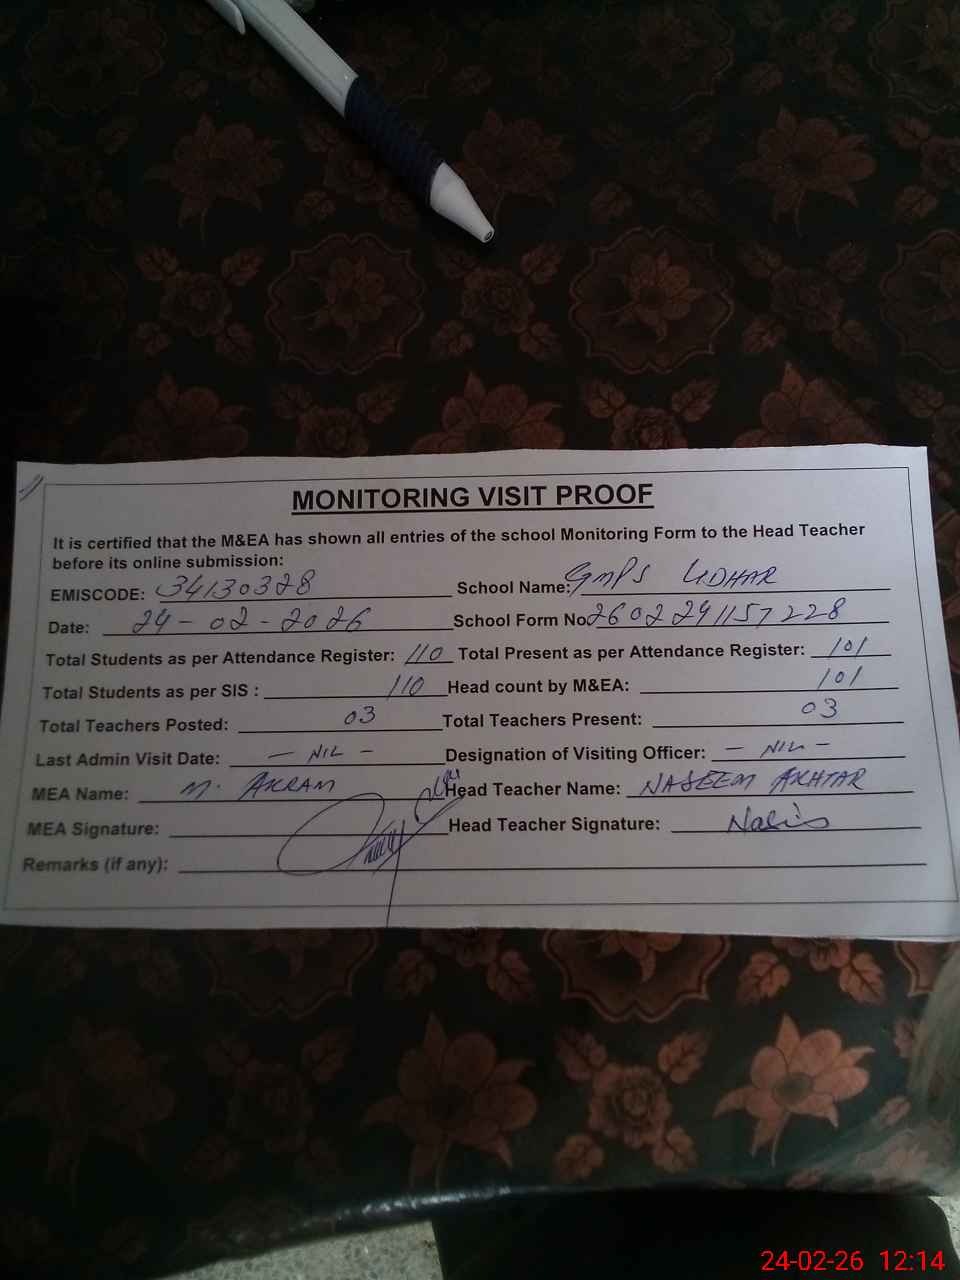 MONITORING VISIT PROOF
It is certified that the M&EA has shown all entries of the school Monitoring Form to the Head Teacher
before its online submission:
EMISCODE: 34130328 School Name: GMPS LIDHAR
Date: 24-02-2026 School Form No 2602241157228
Total Students as per Attendance Register: 110 Total Present as per Attendance Register: 101
Total Students as per SIS : 110 Head count by M&EA: 101
Total Teachers Posted: 03 Total Teachers Present: 03
Last Admin Visit Date: - NIL - Designation of Visiting Officer: - NIL -
MEA Name: M. AKRAM Head Teacher Name: NASEEM AKHTAR
MEA Signature: Head Teacher Signature:
Remarks (if any):
24-02-26 12:14